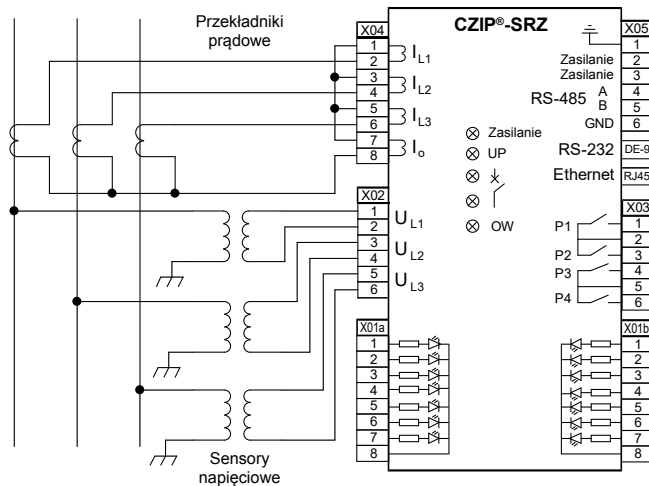 Przekładniki
prądowe
CZIP®-SRZ
X04
1
2
3
4
5
6
7
8
I L1
I L2
I L3
I o
X05
1
Zasilanie 2
Zasilanie 3
RS-485 A 4
B 5
GND 6
RS-232 DE-9
Ethernet RJ45
Zasilanie
UP
OW
X02
1
2
3
4
5
6
U L1
U L2
U L3
X03
P1 1
2
P2 3
P3 4
5
P4 6
X01a
1
2
3
4
5
6
7
8
X01b
1
2
3
4
5
6
7
8
Sensory
napięciowe